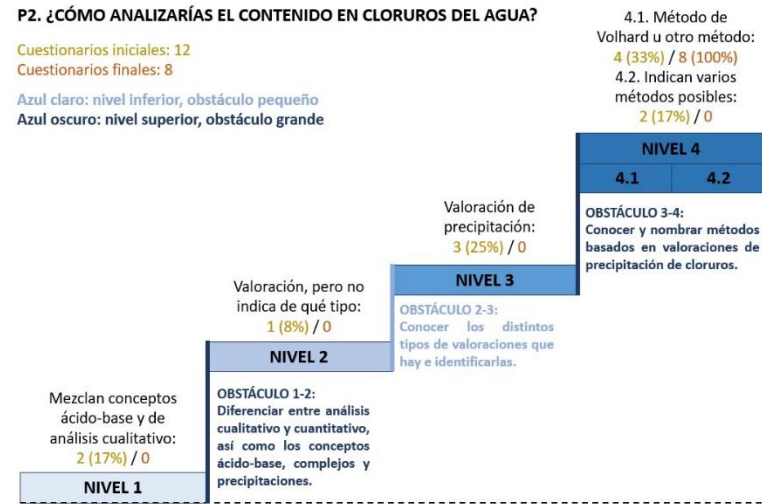 P2. ¿CÓMO ANALIZARÍAS EL CONTENIDO EN CLORUROS DEL AGUA?
Cuestionarios iniciales: 12
Cuestionarios finales: 8
Azul claro: nivel inferior, obstáculo pequeño
Azul oscuro: nivel superior, obstáculo grande
4.1. Método de
Volhard u otro método:
4 (33%) / 8 (100%)
4.2. Indican varios
métodos posibles:
2 (17%) / 0
NIVEL 4
4.1
4.2
OBSTÁCULO 3-4:
Conocer y nombrar métodos
basados en valoraciones de
precipitación de cloruros.
Valoración de
precipitación:
3 (25%) / 0
NIVEL 3
OBSTÁCULO 2-3:
Conocer los distintos
tipos de valoraciones que
hay e identificarlas.
Valoración, pero no
indica de qué tipo:
1 (8%) / 0
NIVEL 2
OBSTÁCULO 1-2:
Diferenciar entre análisis
cualitativo y cuantitativo,
así como los conceptos
ácido-base, complejos y
precipitaciones.
Mezclan conceptos
ácido-base y de
análisis cualitativo:
2 (17%) / 0
NIVEL 1